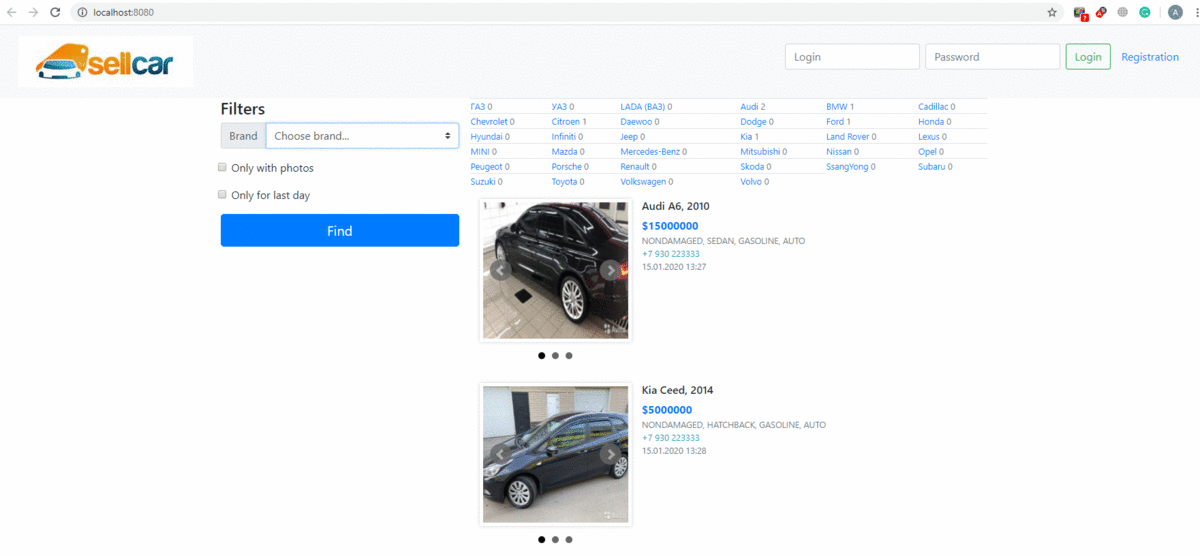 localhost:8080
A
7
A
sellcar
Login
Password
Login
Registration
Filters
Brand Choose brand...
Only with photos
Only for last day
Find
ГАЗ 0 УАЗ 0 LADA (ВАЗ) 0 Audi 2 BMW 1 Cadillac 0
Chevrolet 0 Citroen 1 Daewoo 0 Dodge 0 Ford 1 Honda 0
Hyundai 0 Infiniti 0 Jeep 0 Kia 1 Land Rover 0 Lexus 0
MINI 0 Mazda 0 Mercedes-Benz 0 Mitsubishi 0 Nissan 0 Opel 0
Peugeot 0 Porsche 0 Renault 0 Skoda 0 SsangYong 0 Subaru 0
Suzuki 0 Toyota 0 Volkswagen 0 Volvo 0
Audi A6, 2010
$15000000
NONDAMAGED, SEDAN, GASOLINE, AUTO
+7 930 223333
15.01.2020 13:27
Kia Ceed, 2014
$5000000
NONDAMAGED, HATCHBACK, GASOLINE, AUTO
+7 930 223333
15.01.2020 13:28